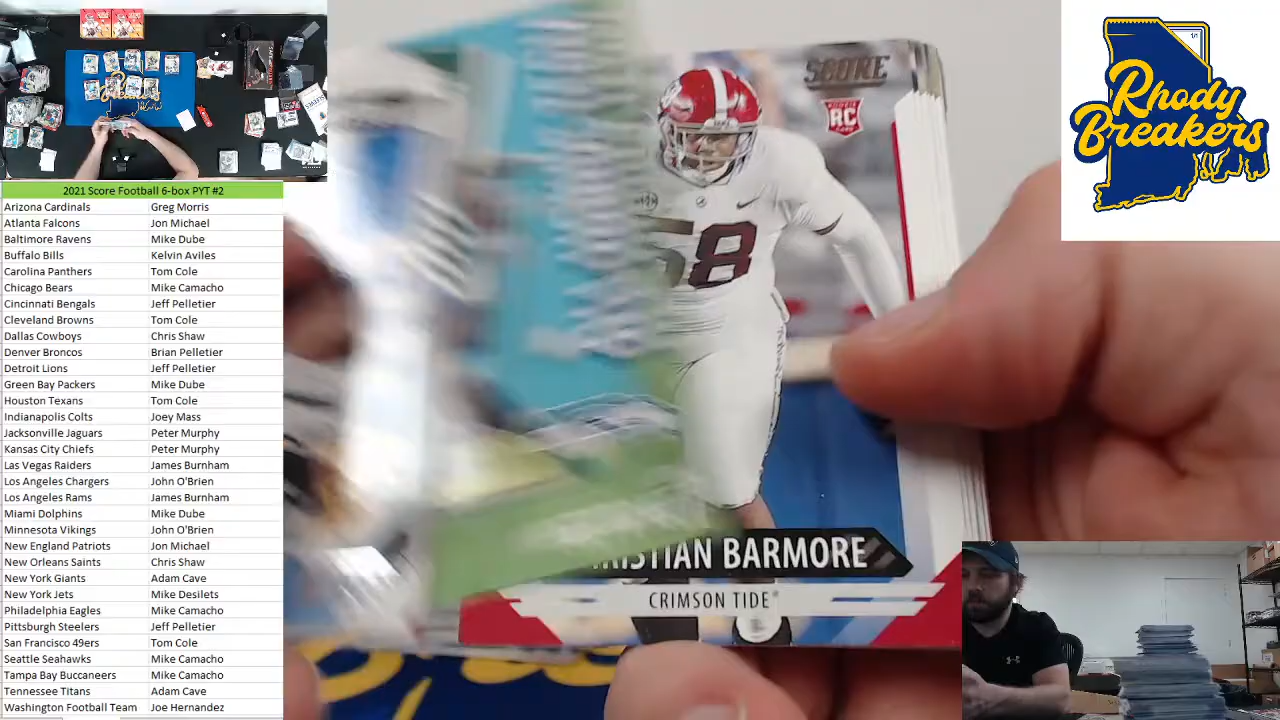 2021 Score Football 6-box PYT #2
Arizona Cardinals Greg Morris
Atlanta Falcons Jon Michael
Baltimore Ravens Mike Dube
Buffalo Bills Kelvin Aviles
Carolina Panthers Tom Cole
Chicago Bears Mike Camacho
Cincinnati Bengals Jeff Pelletier
Cleveland Browns Tom Cole
Dallas Cowboys Chris Shaw
Denver Broncos Brian Pelletier
Detroit Lions Jeff Pelletier
Green Bay Packers Mike Dube
Houston Texans Tom Cole
Indianapolis Colts Joey Mass
Jacksonville Jaguars Peter Murphy
Kansas City Chiefs Peter Murphy
Las Vegas Raiders James Burnham
Los Angeles Chargers John O'Brien
Los Angeles Rams James Burnham
Miami Dolphins Mike Dube
Minnesota Vikings John O'Brien
New England Patriots Jon Michael
New Orleans Saints Chris Shaw
New York Giants Adam Cave
New York Jets Mike Desilets
Philadelphia Eagles Mike Camacho
Pittsburgh Steelers Jeff Pelletier
San Francisco 49ers Tom Cole
Seattle Seahawks Mike Camacho
Tampa Bay Buccaneers Mike Camacho
Tennessee Titans Adam Cave
Washington Football Team Joe Hernandez
SCORE
RC
58
BARMORE
CRIMSON TIDE
Rhody
Breakers
1/1